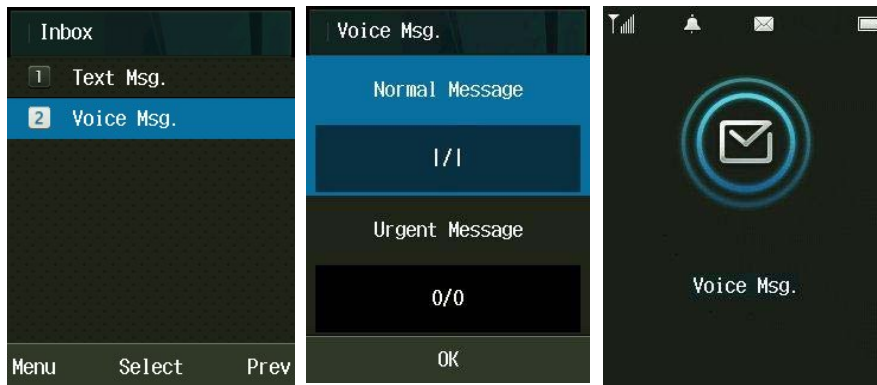 Inbox
1 Text Msg.
2 Voice Msg.
Menu Select Prev
Voice Msg.
Normal Message
1/1
Urgent Message
0/0
OK
Voice Msg.